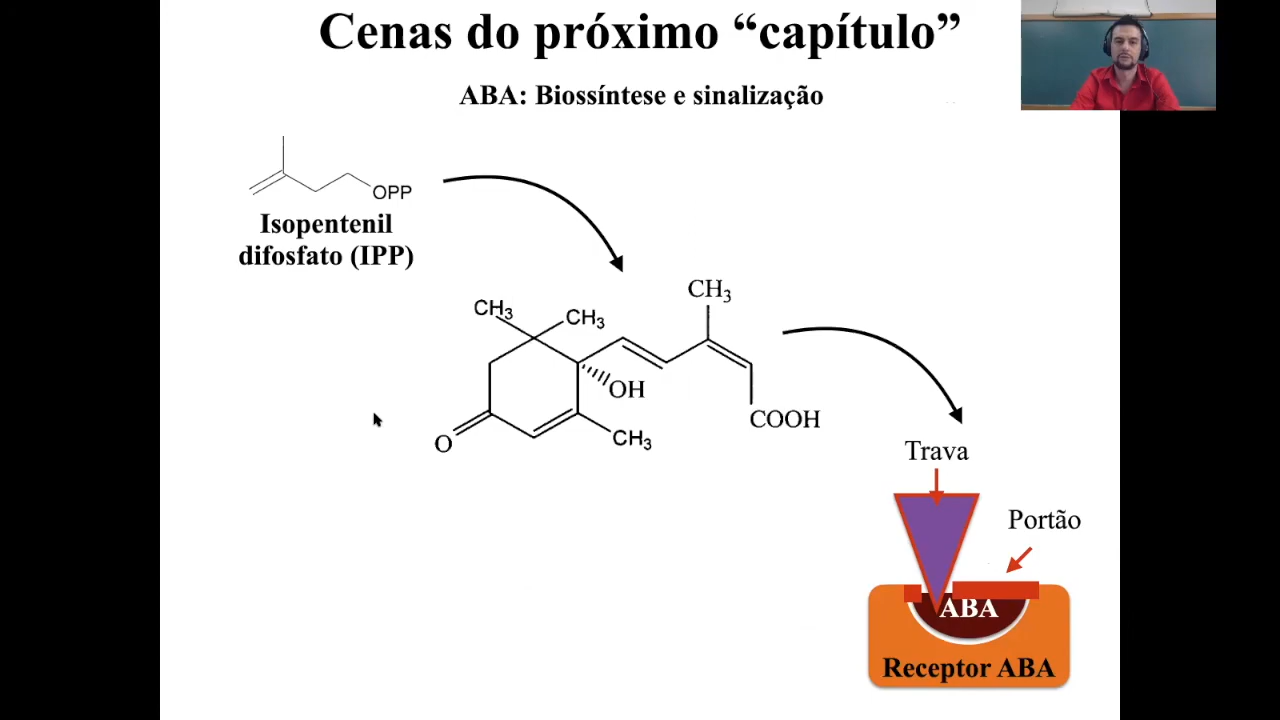 Cenas do próximo “capítulo”
ABA: Biossíntese e sinalização
OPP
Isopentenil
difosfato (IPP)
CH3
CH3
CH3
OH
COOH
O
CH3
Trava
Portão
ABA
Receptor ABA